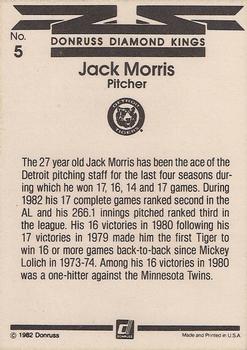 No.
5
DONRUSS DIAMOND KINGS
Jack Morris
Pitcher
DETROIT
TIGERS
The 27 year old Jack Morris has been the ace of the
Detroit pitching staff for the last four seasons dur-
ing which he won 17, 16, 14 and 17 games. During
1982 his 17 complete games ranked second in the
AL and his 266.1 innings pitched ranked third in
the league. His 16 victories in 1980 following his
17 victories in 1979 made him the first Tiger to
win 16 or more games back-to-back since Mickey
Lolich in 1973-74. Among his 16 victories in 1980
was a one-hitter against the Minnesota Twins.
© 1982 Donruss
DONRUSS
Made and Printed in U.S.A.